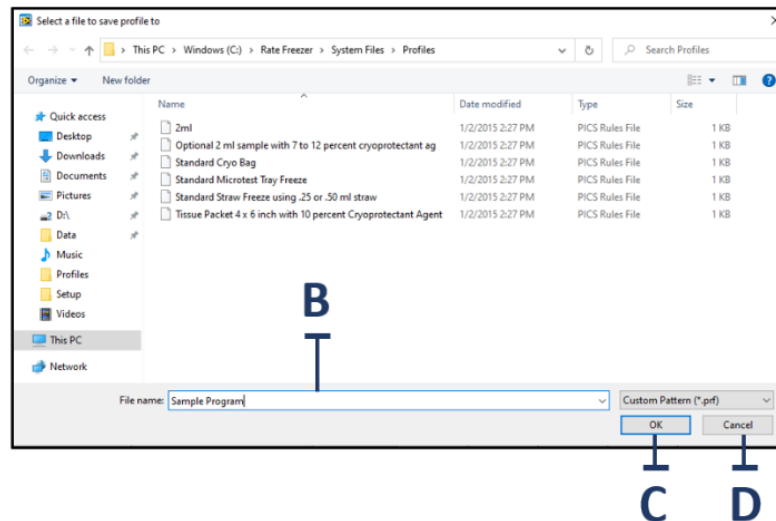 Select a file to save profile to
This PC > Windows (C:) > Rate Freezer > System Files > Profiles
Search Profiles
Organize
New folder
Name Date modified Type Size
Quick access
Desktop
Downloads
Documents
Pictures
D:\
Data
Music
Profiles
Setup
Videos
This PC
Network
2ml 1/2/2015 2:27 PM PICS Rules File 1 KB
Optional 2 ml sample with 7 to 12 percent cryoprotectant ag 1/2/2015 2:27 PM PICS Rules File 1 KB
Standard Cryo Bag 1/2/2015 2:27 PM PICS Rules File 1 KB
Standard Microtest Tray Freeze 1/2/2015 2:27 PM PICS Rules File 1 KB
Standard Straw Freeze using .25 or .50 ml straw 1/2/2015 2:27 PM PICS Rules File 1 KB
Tissue Packet 4 x 6 inch with 10 percent Cryoprotectant Agent 1/2/2015 2:27 PM PICS Rules File 1 KB
B
File name: Sample Program Custom Pattern (*.prf)
OK Cancel
C D